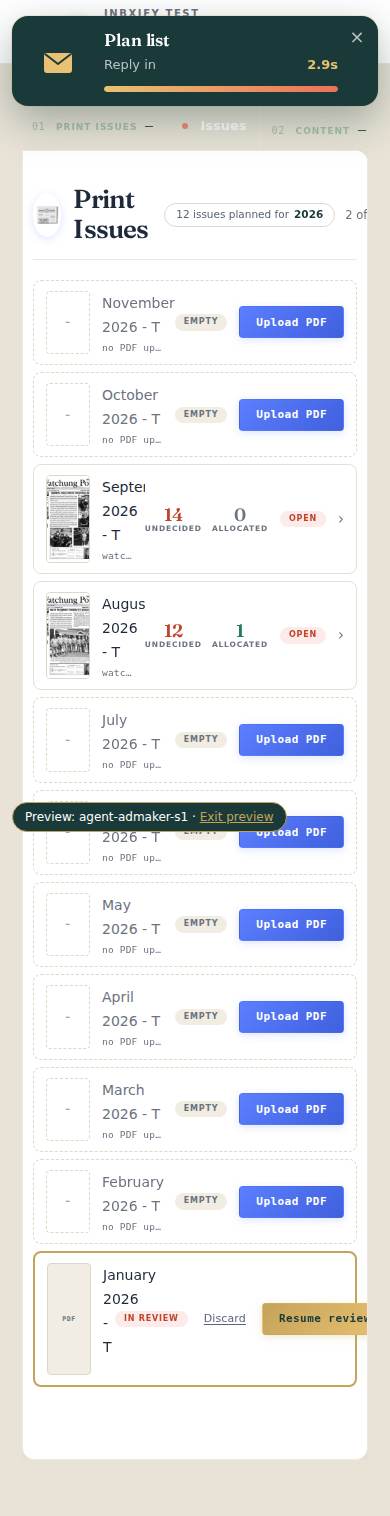 INBXIFY TEST
Plan list
×
Reply in
2.9s
01 PRINT ISSUES —
Issues
02 CONTENT —
Print Issues
12 issues planned for 2026
2 of
November 2026 - T
no PDF up…
EMPTY
Upload PDF
October 2026 - T
no PDF up…
EMPTY
Upload PDF
2026 - T
watc…
14 UNDECIDED
0 ALLOCATED
OPEN
›
2026 - T
watc…
12 UNDECIDED
1 ALLOCATED
OPEN
›
July 2026 - T
no PDF up…
EMPTY
Upload PDF
Preview: agent-admaker-s1 · Exit preview
2026 - T
no PDF up…
Upload PDF
May 2026 - T
no PDF up…
EMPTY
Upload PDF
April 2026 - T
no PDF up…
EMPTY
Upload PDF
March 2026 - T
no PDF up…
EMPTY
Upload PDF
February 2026 - T
no PDF up…
EMPTY
Upload PDF
PDF
January 2026 - T
IN REVIEW
Discard
Resume review